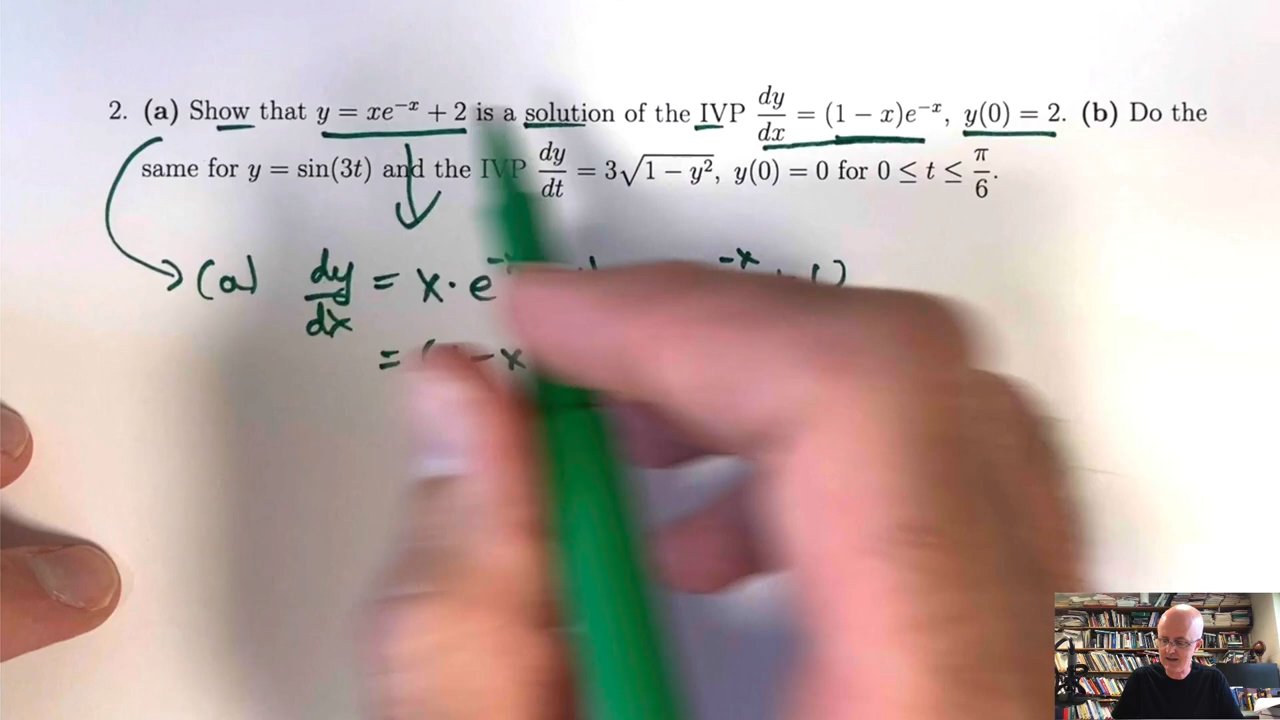 2. (a) Show that y = xe⁻ˣ + 2 is a solution of the IVP dy/dx = (1 − x)e⁻ˣ, y(0) = 2. (b) Do the
same for y = sin(3t) and the IVP dy/dt = 3√(1 − y²), y(0) = 0 for 0 ≤ t ≤ π/6.
(a) dy/dx = x · e
= − x